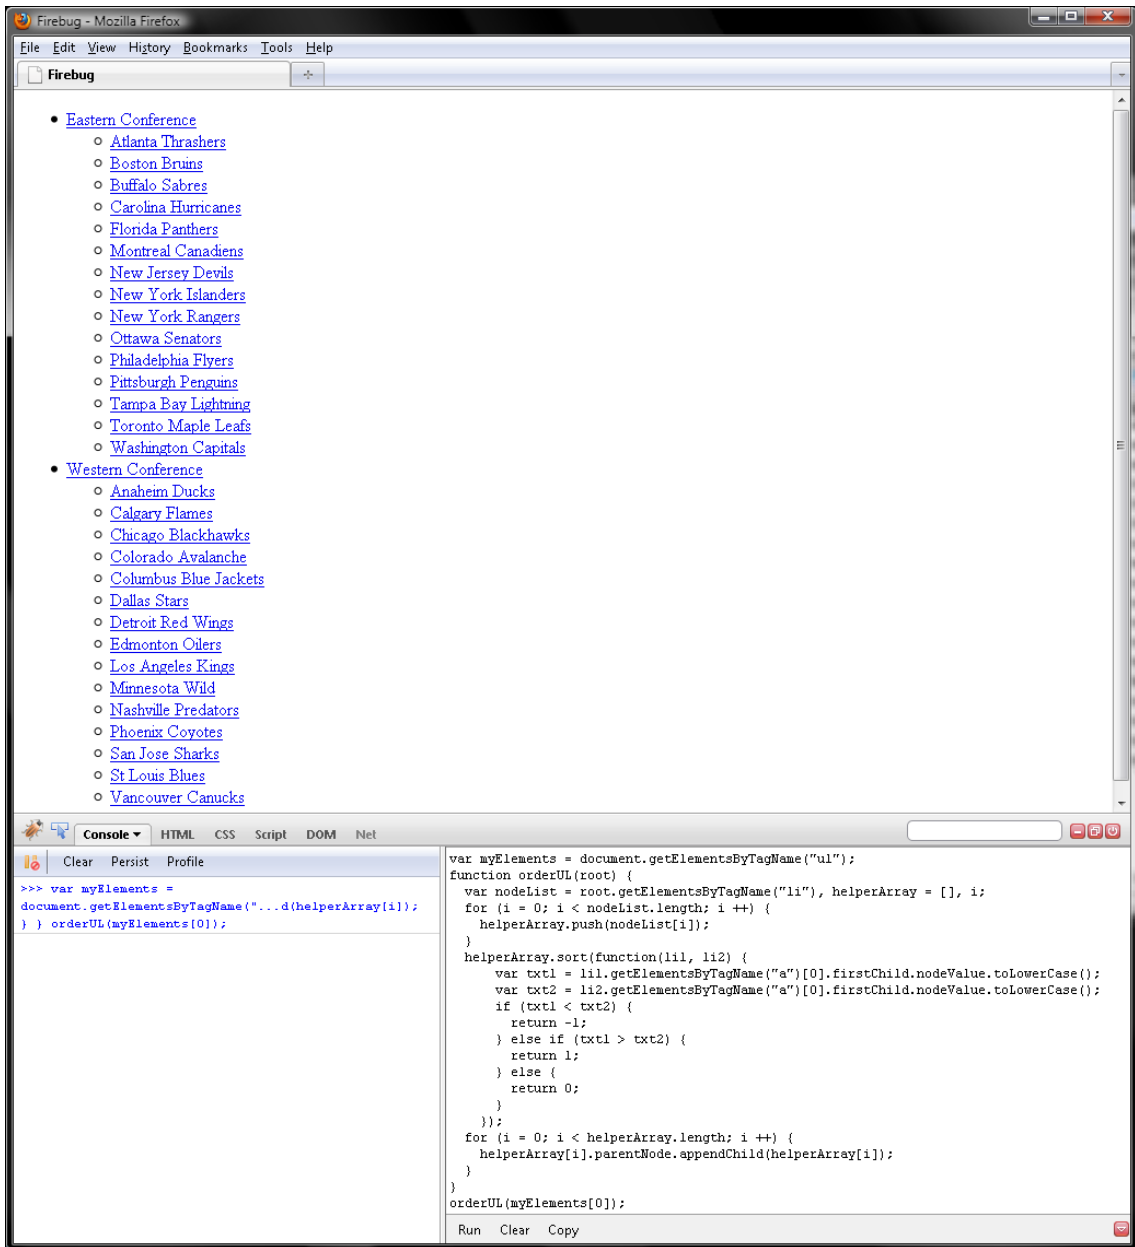 Firebug - Mozilla Firefox
File Edit View History Bookmarks Tools Help
Firebug
Eastern Conference
Atlanta Thrashers
Boston Bruins
Buffalo Sabres
Carolina Hurricanes
Florida Panthers
Montreal Canadiens
New Jersey Devils
New York Islanders
New York Rangers
Ottawa Senators
Philadelphia Flyers
Pittsburgh Penguins
Tampa Bay Lightning
Toronto Maple Leafs
Washington Capitals
Western Conference
Anaheim Ducks
Calgary Flames
Chicago Blackhawks
Colorado Avalanche
Columbus Blue Jackets
Dallas Stars
Detroit Red Wings
Edmonton Oilers
Los Angeles Kings
Minnesota Wild
Nashville Predators
Phoenix Coyotes
San Jose Sharks
St Louis Blues
Vancouver Canucks
Console HTML CSS Script DOM Net
Clear Persist Profile
>>> var myElements =
document.getElementsByTagName("...d(helperArray[i]);
} } orderUL(myElements[0]);
var myElements = document.getElementsByTagName("ul");
function orderUL(root) {
  var nodeList = root.getElementsByTagName("li"), helperArray = [], i;
  for (i = 0; i < nodeList.length; i ++) {
    helperArray.push(nodeList[i]);
  }
  helperArray.sort(function(li1, li2) {
      var txt1 = li1.getElementsByTagName("a")[0].firstChild.nodeValue.toLowerCase();
      var txt2 = li2.getElementsByTagName("a")[0].firstChild.nodeValue.toLowerCase();
      if (txt1 < txt2) {
        return -1;
      } else if (txt1 > txt2) {
        return 1;
      } else {
        return 0;
      }
    });
  for (i = 0; i < helperArray.length; i ++) {
    helperArray[i].parentNode.appendChild(helperArray[i]);
  }
}
orderUL(myElements[0]);
Run Clear Copy